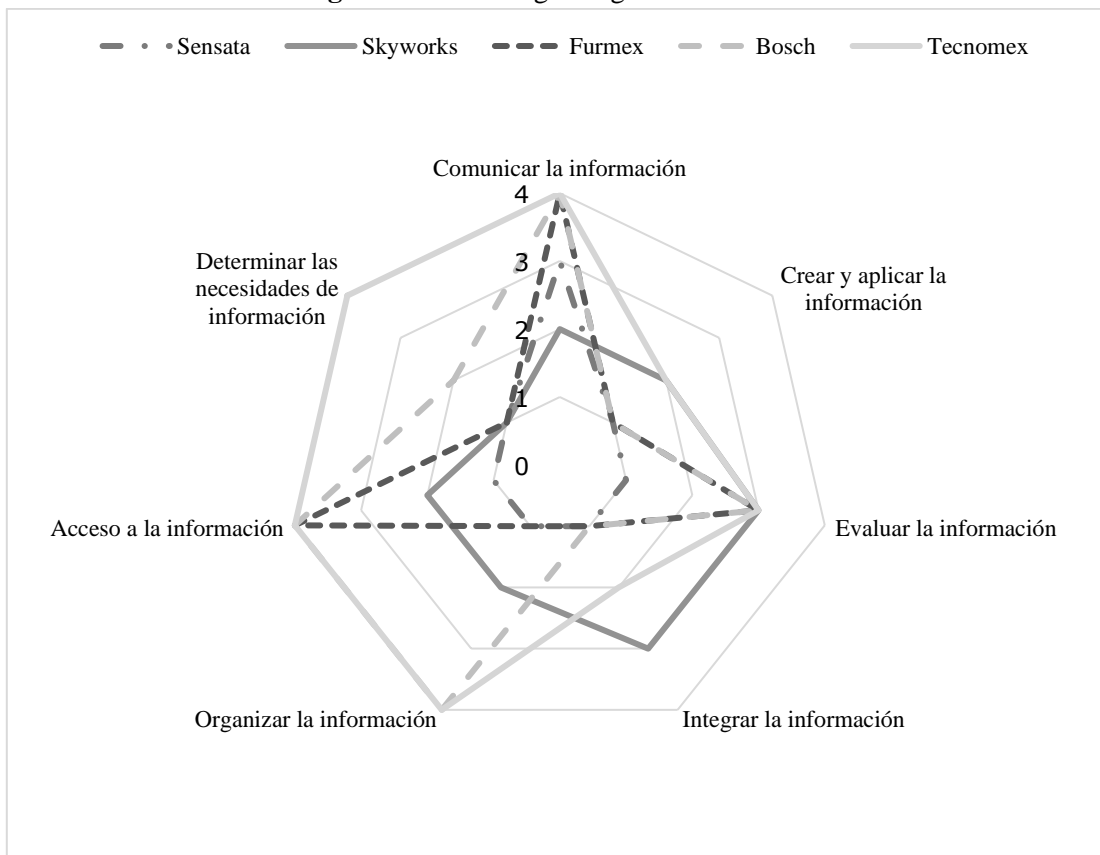 Sensata Skyworks Furmex Bosch Tecnomex
Comunicar la información
4
3
2
1
0
Determinar las
necesidades de
información
Crear y aplicar la
información
Acceso a la información
Evaluar la información
Organizar la información
Integrar la información